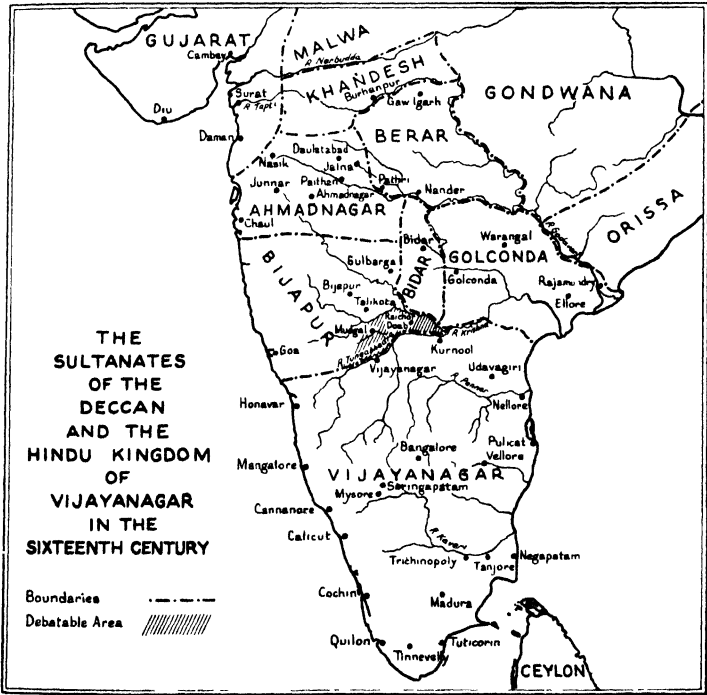 GUJARAT
MALWA
Cambay
R Narbudda
KHANDESH
Surat
R Tapti
Burhanpur
Gawilgarh
GONDWANA
Diu
Daman
BERAR
Daulatabad
Nasik
Jalna
Junnar
Paithan
Pathri
Ahmadnagar
Nander
AHMADNAGAR
Chaul
ORISSA
Bidar
Warangal
GOLCONDA
Gulbarga
BIDAR
Golconda
Rajamundry
Ellore
BIJAPUR
Bijapur
Talikota
Raichur
Doab
Mudgal
R Krishna
Goa
R Tungabhadra
Kurnool
Vijayanagar
Udavagiri
R Pennar
Nellore
Honavar
Bangalore
Pulicat
Vellore
Mangalore
VIJAYANAGAR
Seringapatam
Mysore
Cannanore
Calicut
R Kaveri
Trichinopoly
Tanjore
Negapatam
Cochin
Madura
Quilon
Tinnevelly
Tuticorin
CEYLON
THE
SULTANATES
OF THE
DECCAN
AND THE
HINDU KINGDOM
OF
VIJAYANAGAR
IN THE
SIXTEENTH CENTURY
Boundaries
Debatable Area